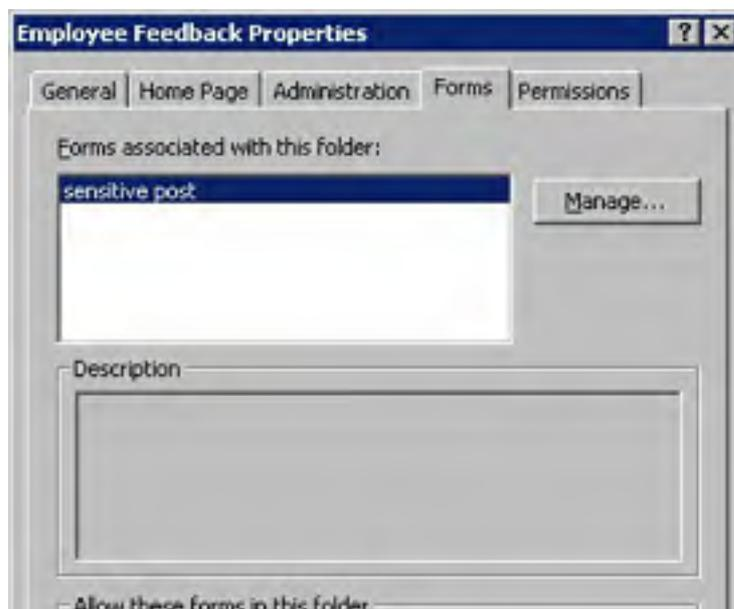 Employee Feedback Properties
General Home Page Administration Forms Permissions
Forms associated with this folder:
sensitive post
Manage...
Description
Allow these forms in this folder